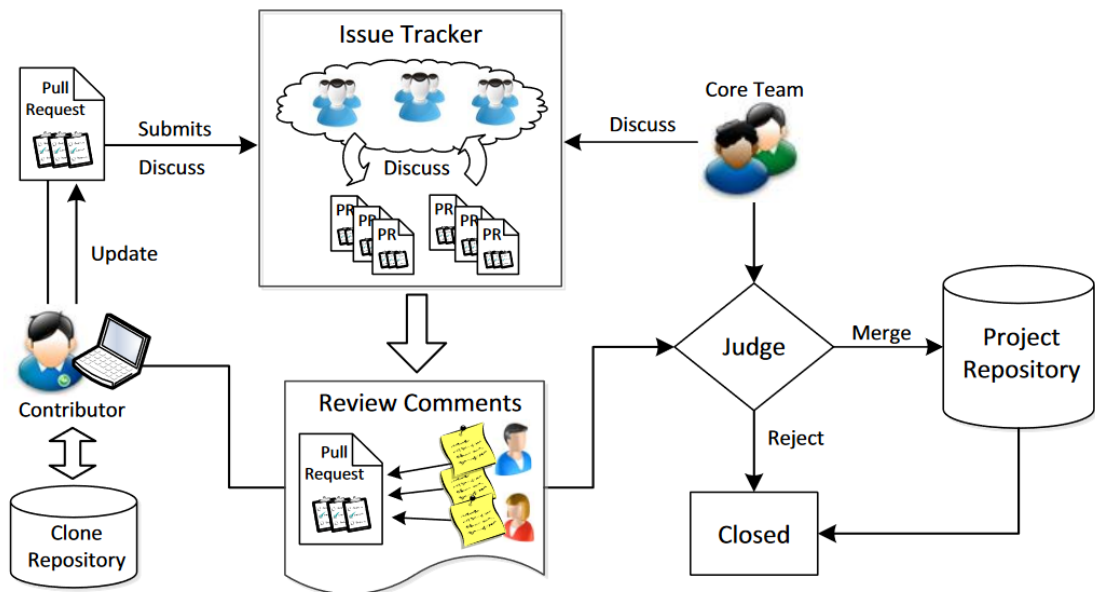 Issue Tracker
Pull
Request
Submits
Discuss
Discuss
PR
PR
PR
PR
PR
PR
Discuss
Core Team
Update
Contributor
Clone
Repository
Review Comments
Pull
Request
Judge
Merge
Reject
Project
Repository
Closed